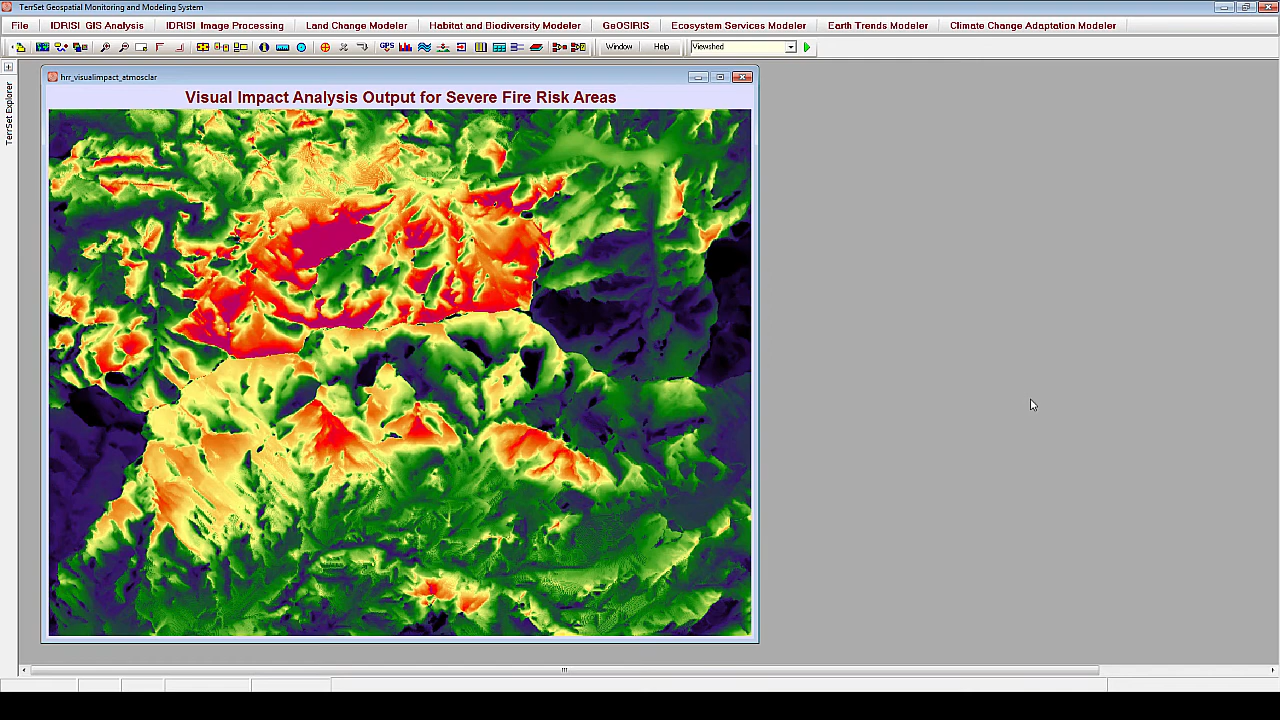 TerrSet Geospatial Monitoring and Modeling System
File IDRISI GIS Analysis IDRISI Image Processing Land Change Modeler Habitat and Biodiversity Modeler GeOSIRIS Ecosystem Services Modeler Earth Trends Modeler Climate Change Adaptation Modeler
GPS Window Help Viewshed
TerrSet Explorer
hrr_visualimpact_atmosclar
Visual Impact Analysis Output for Severe Fire Risk Areas